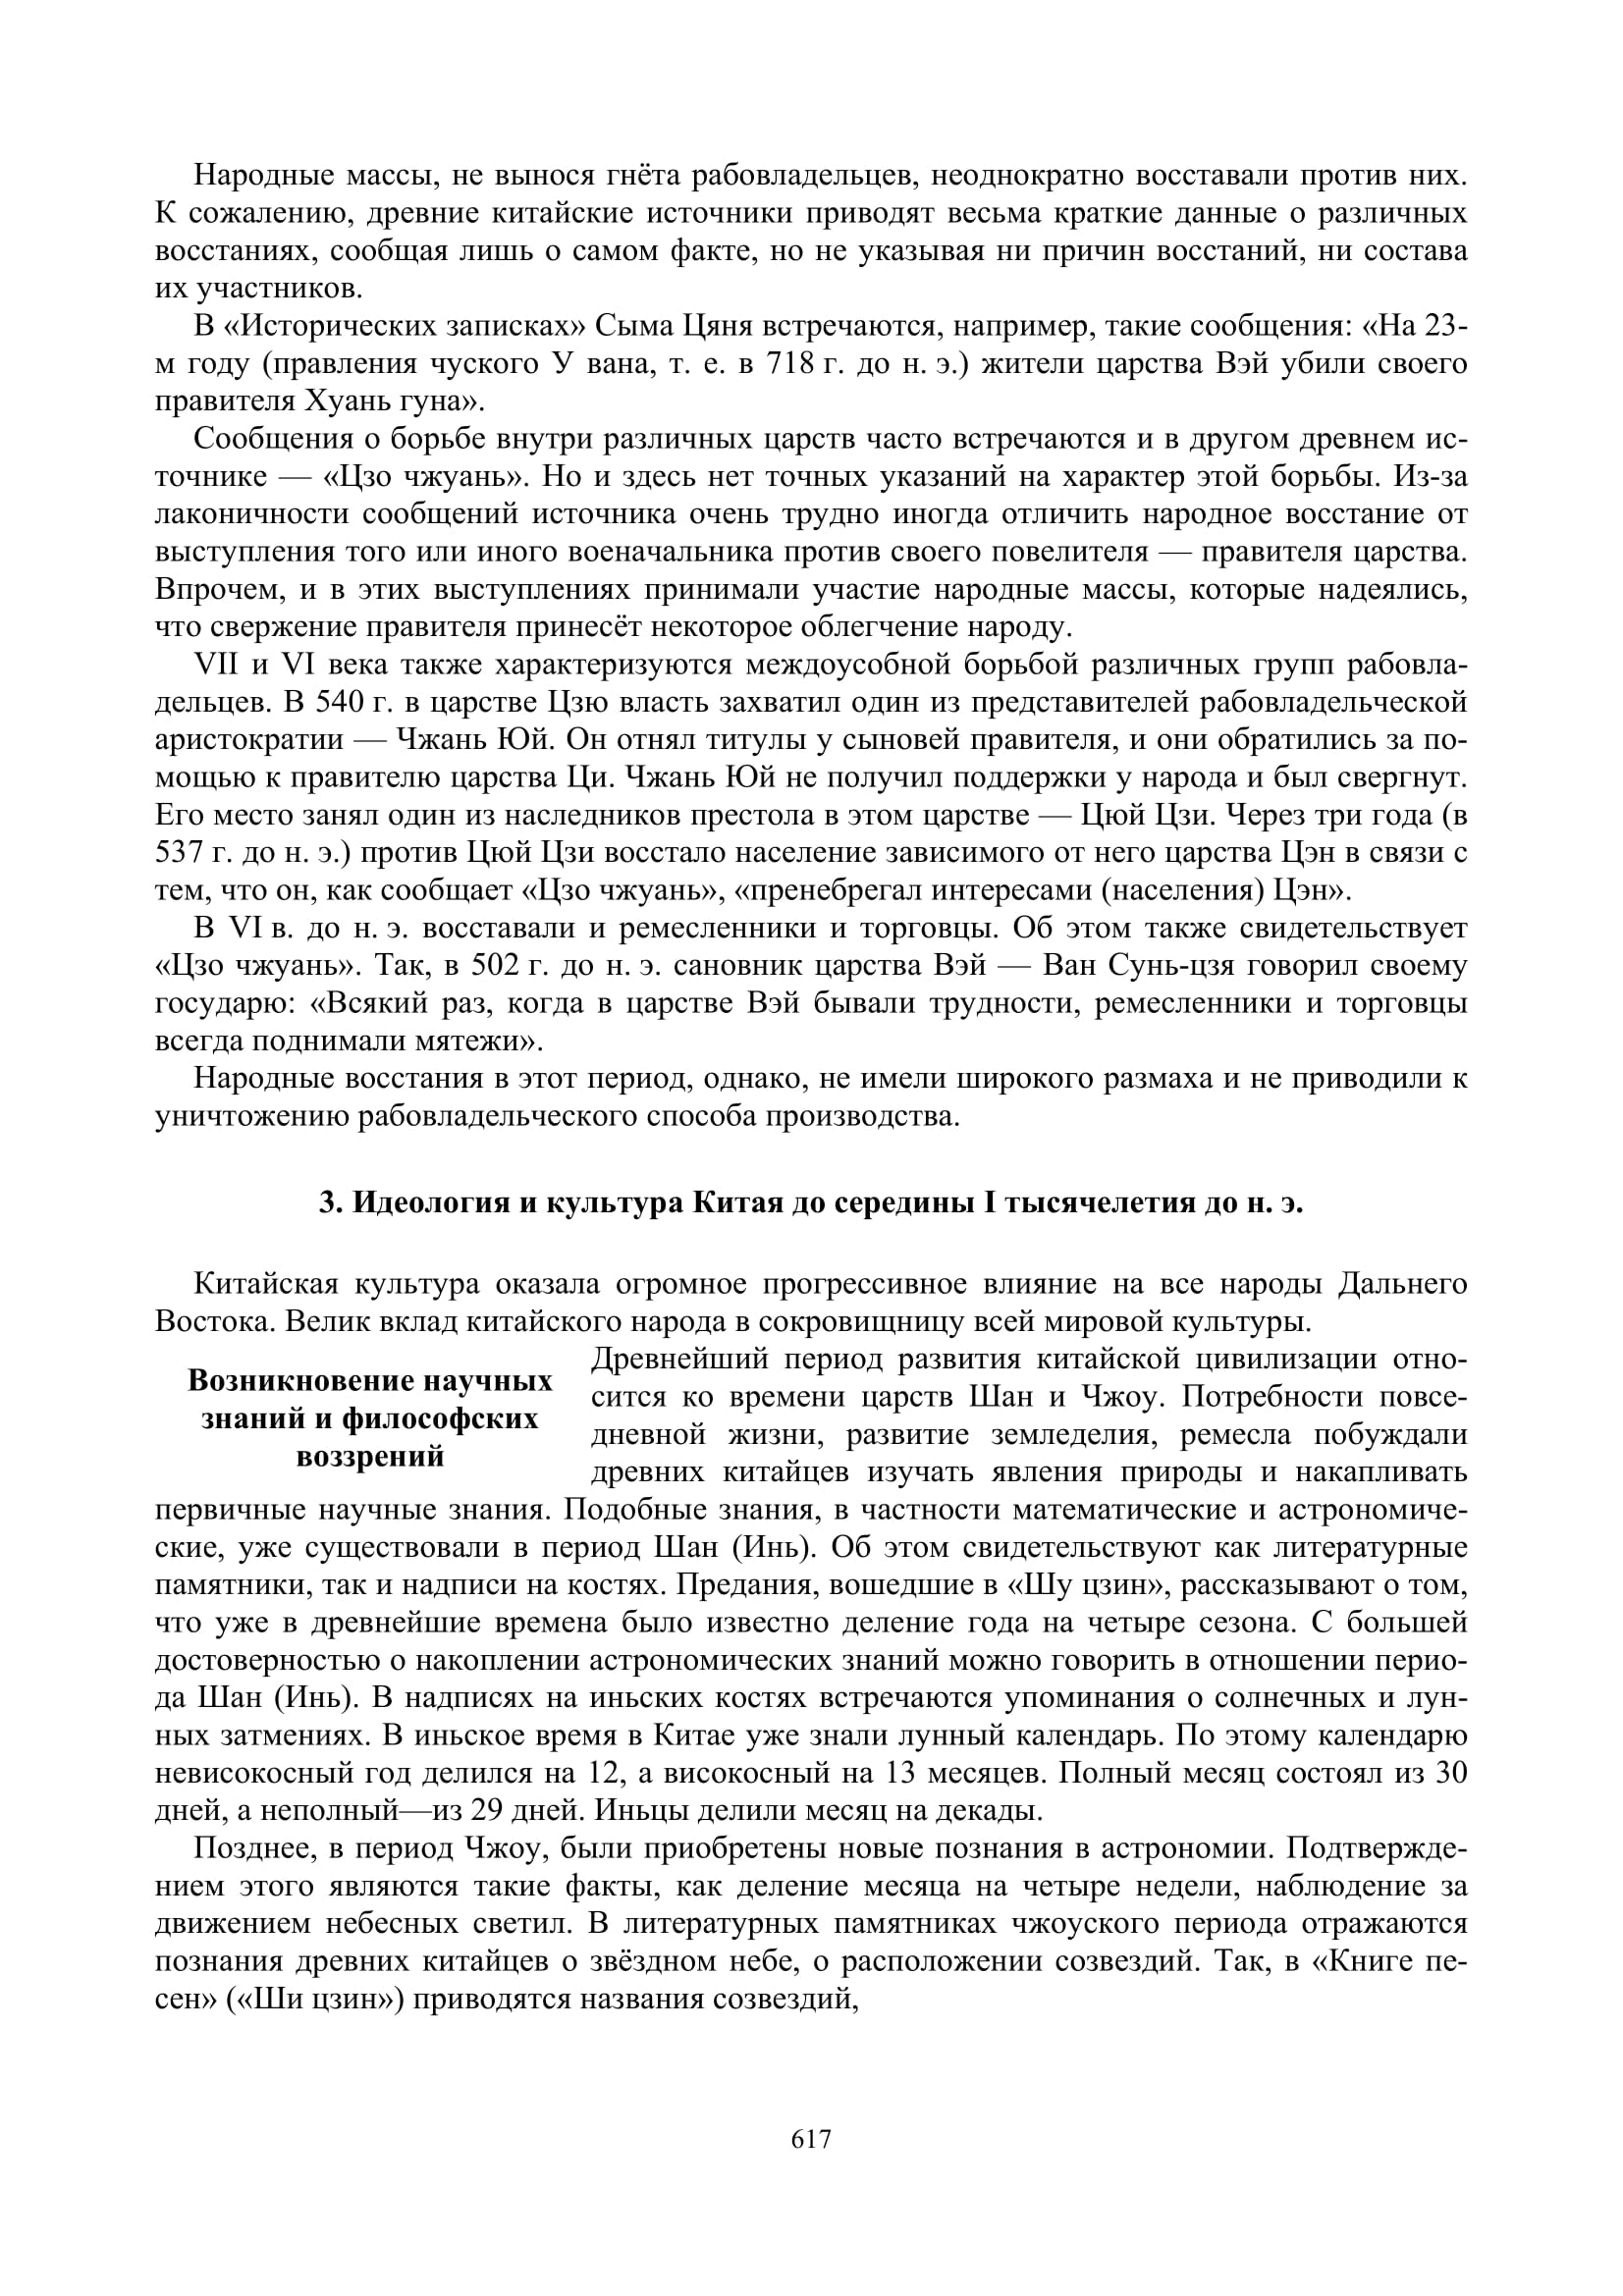 Народные массы, не вынося гнёта рабовладельцев, неоднократно восставали против них.
К сожалению, древние китайские источники приводят весьма краткие данные о различных
восстаниях, сообщая лишь о самом факте, но не указывая ни причин восстаний, ни состава
их участников.
В «Исторических записках» Сыма Цяня встречаются, например, такие сообщения: «На 23-
м году (правления чуского У вана, т. е. в 718 г. до н. э.) жители царства Вэй убили своего
правителя Хуань гуна».
Сообщения о борьбе внутри различных царств часто встречаются и в другом древнем ис-
точнике — «Цзо чжуань». Но и здесь нет точных указаний на характер этой борьбы. Из-за
лаконичности сообщений источника очень трудно иногда отличить народное восстание от
выступления того или иного военачальника против своего повелителя — правителя царства.
Впрочем, и в этих выступлениях принимали участие народные массы, которые надеялись,
что свержение правителя принесёт некоторое облегчение народу.
VII и VI века также характеризуются междоусобной борьбой различных групп рабовла-
дельцев. В 540 г. в царстве Цзю власть захватил один из представителей рабовладельческой
аристократии — Чжань Юй. Он отнял титулы у сыновей правителя, и они обратились за по-
мощью к правителю царства Ци. Чжань Юй не получил поддержки у народа и был свергнут.
Его место занял один из наследников престола в этом царстве — Цюй Цзи. Через три года (в
537 г. до н. э.) против Цюй Цзи восстало население зависимого от него царства Цэн в связи с
тем, что он, как сообщает «Цзо чжуань», «пренебрегал интересами (населения) Цэн».
В VI в. до н. э. восставали и ремесленники и торговцы. Об этом также свидетельствует
«Цзо чжуань». Так, в 502 г. до н. э. сановник царства Вэй — Ван Сунь-цзя говорил своему
государю: «Всякий раз, когда в царстве Вэй бывали трудности, ремесленники и торговцы
всегда поднимали мятежи».
Народные восстания в этот период, однако, не имели широкого размаха и не приводили к
уничтожению рабовладельческого способа производства.
3. Идеология и культура Китая до середины I тысячелетия до н. э.
Китайская культура оказала огромное прогрессивное влияние на все народы Дальнего
Востока. Велик вклад китайского народа в сокровищницу всей мировой культуры.
Возникновение научных
знаний и философских
воззрений
Древнейший период развития китайской цивилизации отно-
сится ко времени царств Шан и Чжоу. Потребности повсе-
дневной жизни, развитие земледелия, ремесла побуждали
древних китайцев изучать явления природы и накапливать
первичные научные знания. Подобные знания, в частности математические и астрономиче-
ские, уже существовали в период Шан (Инь). Об этом свидетельствуют как литературные
памятники, так и надписи на костях. Предания, вошедшие в «Шу цзин», рассказывают о том,
что уже в древнейшие времена было известно деление года на четыре сезона. С большей
достоверностью о накоплении астрономических знаний можно говорить в отношении перио-
да Шан (Инь). В надписях на иньских костях встречаются упоминания о солнечных и лун-
ных затмениях. В иньское время в Китае уже знали лунный календарь. По этому календарю
невисокосный год делился на 12, а високосный на 13 месяцев. Полный месяц состоял из 30
дней, а неполный—из 29 дней. Иньцы делили месяц на декады.
Позднее, в период Чжоу, были приобретены новые познания в астрономии. Подтвержде-
нием этого являются такие факты, как деление месяца на четыре недели, наблюдение за
движением небесных светил. В литературных памятниках чжоуского периода отражаются
познания древних китайцев о звёздном небе, о расположении созвездий. Так, в «Книге пе-
сен» («Ши цзин») приводятся названия созвездий,
617